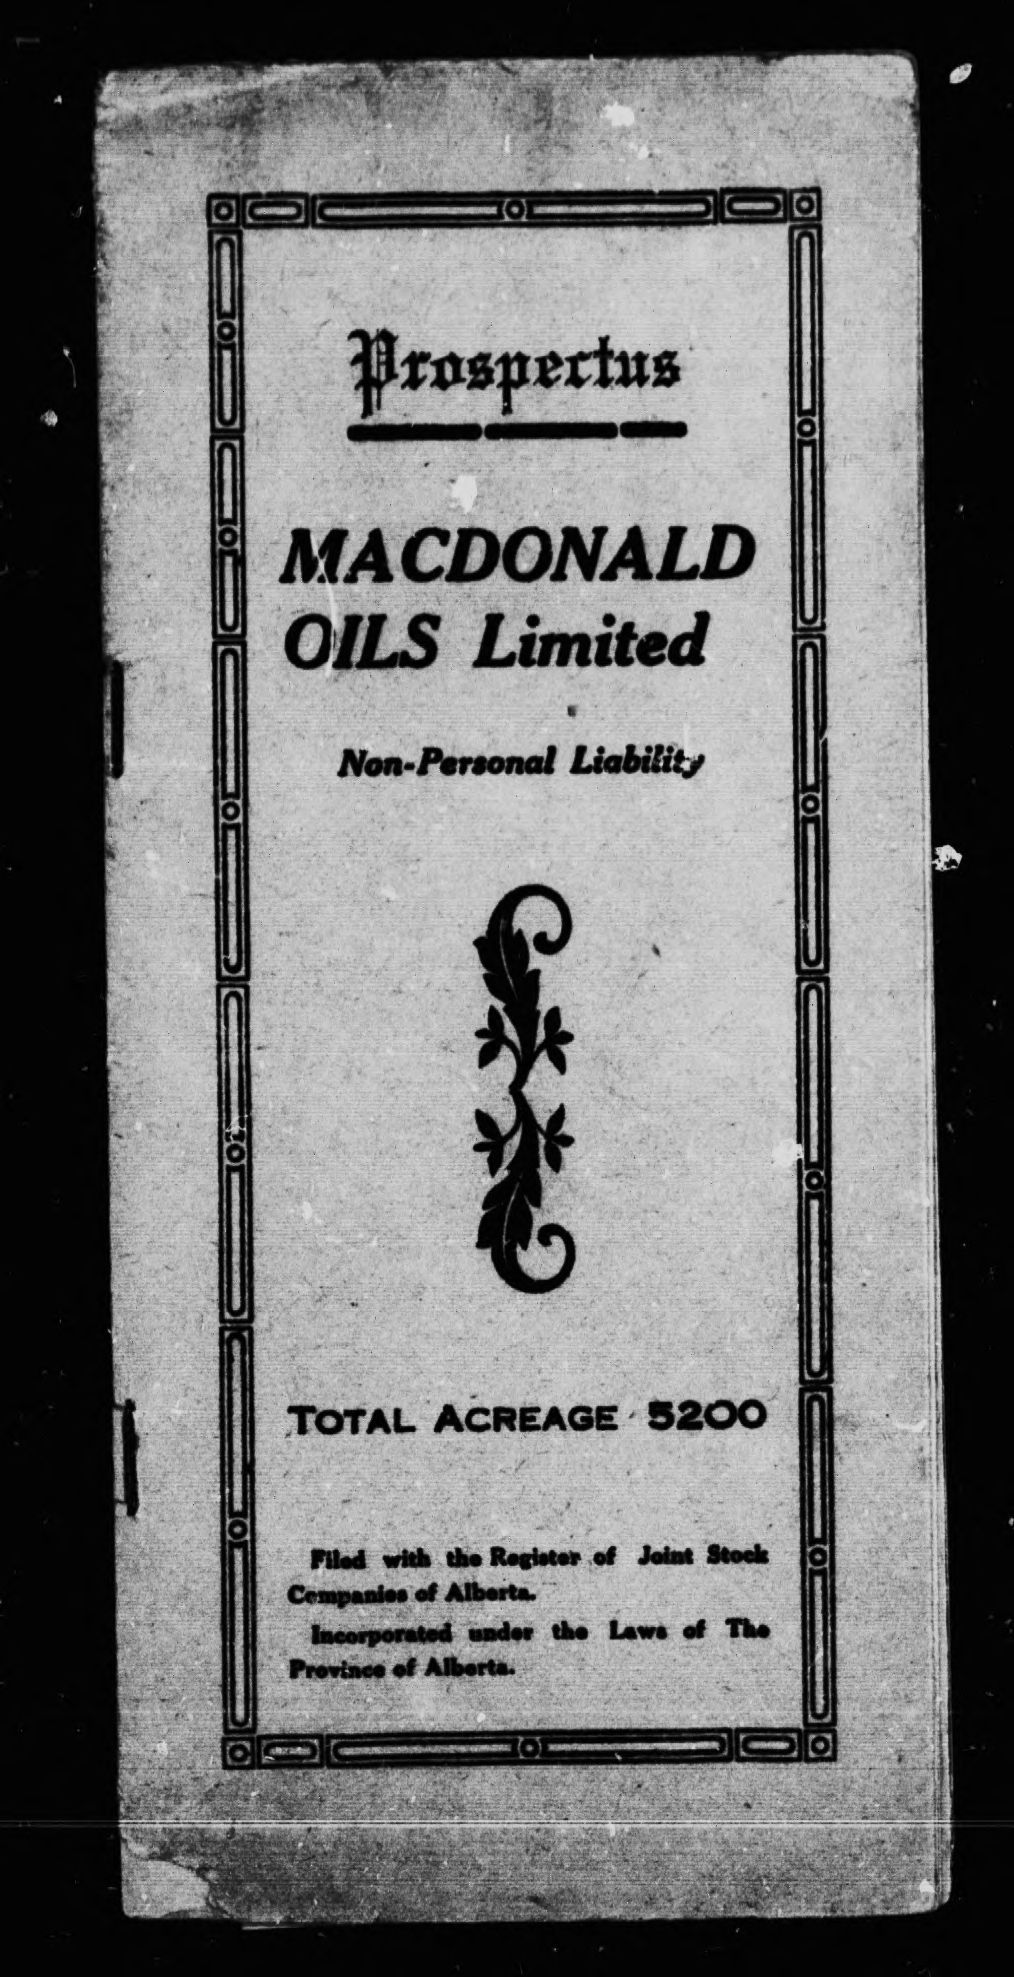 Prospectus
MACDONALD
OILS Limited
Non-Personal Liability
TOTAL ACREAGE 5200
Filed with the Register of Joint Stock
Companies of Alberta.
Incorporated under the Laws of The
Province of Alberta.